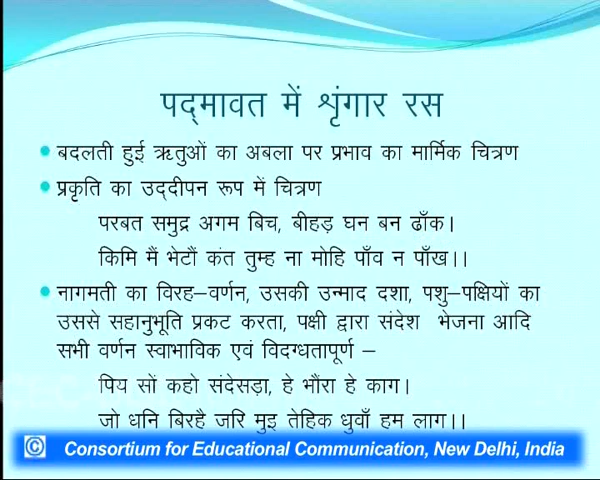 पद्मावत में श्रृंगार रस
बदलती हुई ऋतुओं का अबला पर प्रभाव का मार्मिक चित्रण
प्रकृति का उद्दीपन रूप में चित्रण
परबत समुद्र अगम बिच, बीहड़ घन बन ढाँक।
किमि मैं भेटौं कंत तुम्ह ना मोहि पाँव न पाँख।।
नागमती का विरह–वर्णन, उसकी उन्माद दशा, पशु–पक्षियों का
उससे सहानुभूति प्रकट करता, पक्षी द्वारा संदेश भेजना आदि
सभी वर्णन स्वाभाविक एवं विदग्धतापूर्ण –
पिय सों कहो संदेसड़ा, हे भौंरा हे काग।
जो धनि बिरहै जरि मुइ तेहिक धुवाँ हम लाग।।
© Consortium for Educational Communication, New Delhi, India